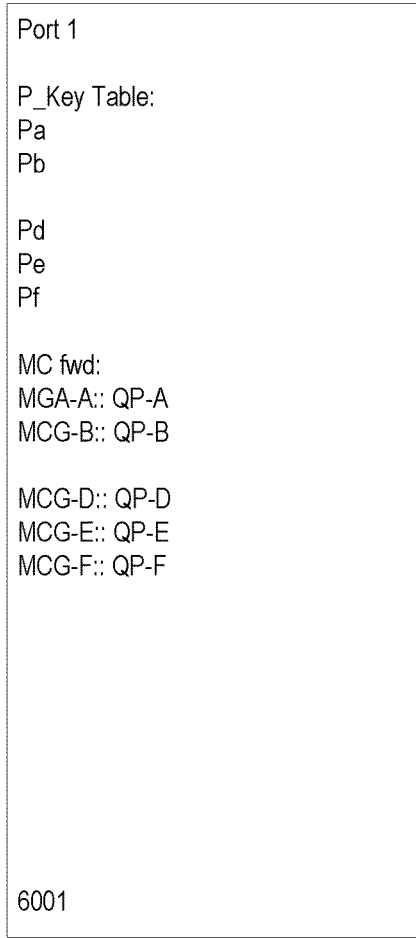 Port 1
P_Key Table:
Pa
Pb
Pd
Pe
Pf
MC fwd:
MGA-A:: QP-A
MCG-B:: QP-B
MCG-D:: QP-D
MCG-E:: QP-E
MCG-F:: QP-F
6001